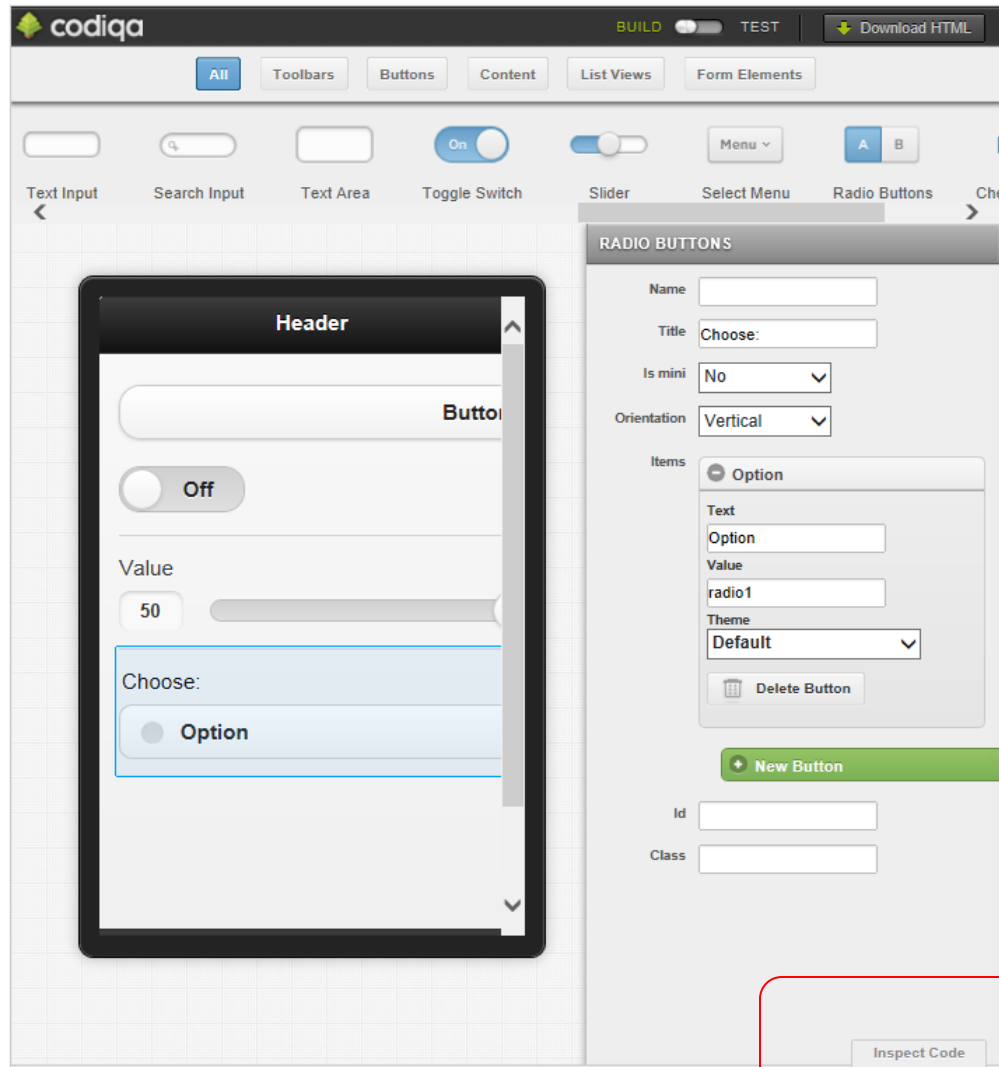 codiqa BUILD TEST Download HTML
All Toolbars Buttons Content List Views Form Elements
On Menu A B
Text Input Search Input Text Area Toggle Switch Slider Select Menu Radio Buttons Che
RADIO BUTTONS
Name
Title Choose:
Is mini No
Orientation Vertical
Items Option
Text
Option
Value
radio1
Theme
Default
Delete Button
New Button
Id
Class
Inspect Code
Header
Button
Off
Value
50
Choose:
Option